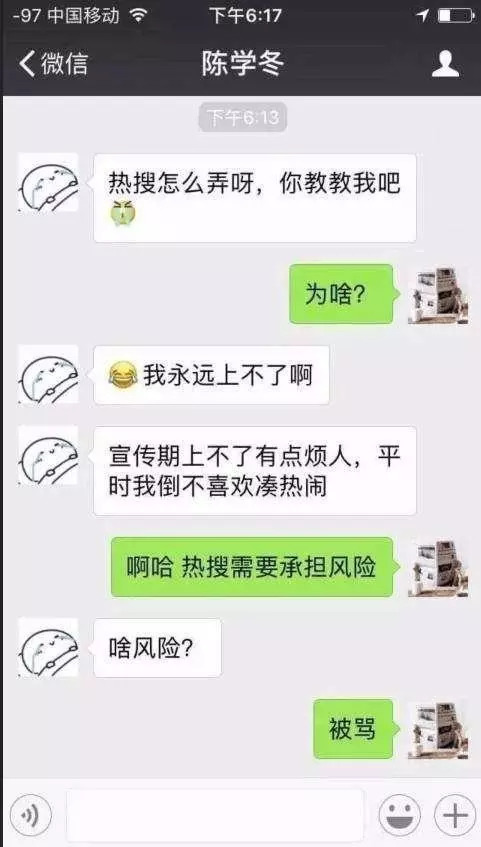 -97 中国移动 下午6:17
微信 陈学冬
下午6:13
热搜怎么弄呀，你教教我吧
为啥？
😂我永远上不了啊
宣传期上不了有点烦人，平
时我倒不喜欢凑热闹
啊哈 热搜需要承担风险
啥风险？
被骂